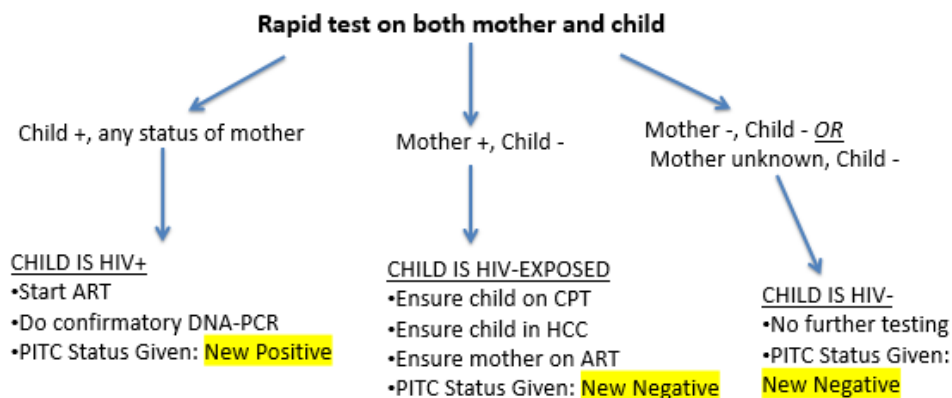 Rapid test on both mother and child
Child +, any status of mother
Mother +, Child -
Mother -, Child - OR
Mother unknown, Child -
CHILD IS HIV+
•Start ART
•Do confirmatory DNA-PCR
•PITC Status Given: New Positive
CHILD IS HIV-EXPOSED
•Ensure child on CPT
•Ensure child in HCC
•Ensure mother on ART
•PITC Status Given: New Negative
CHILD IS HIV-
•No further testing
•PITC Status Given:
New Negative